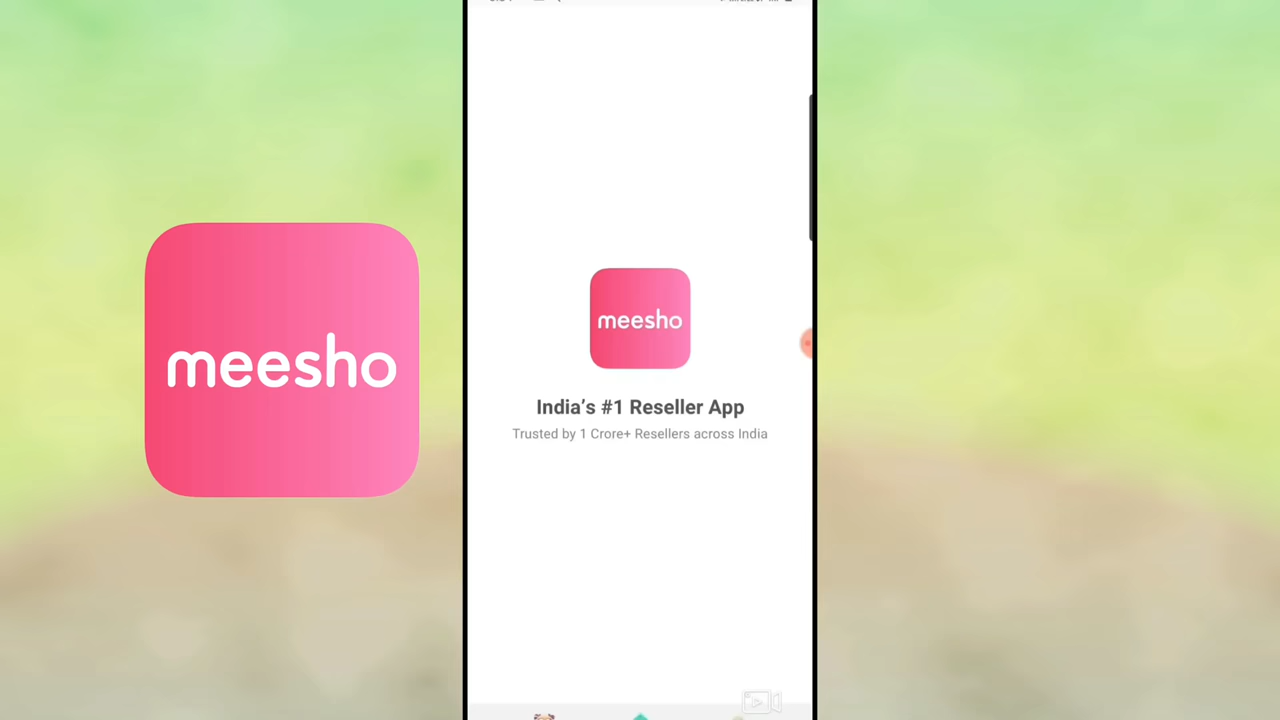 meesho
meesho
India’s #1 Reseller App
Trusted by 1 Crore+ Resellers across India